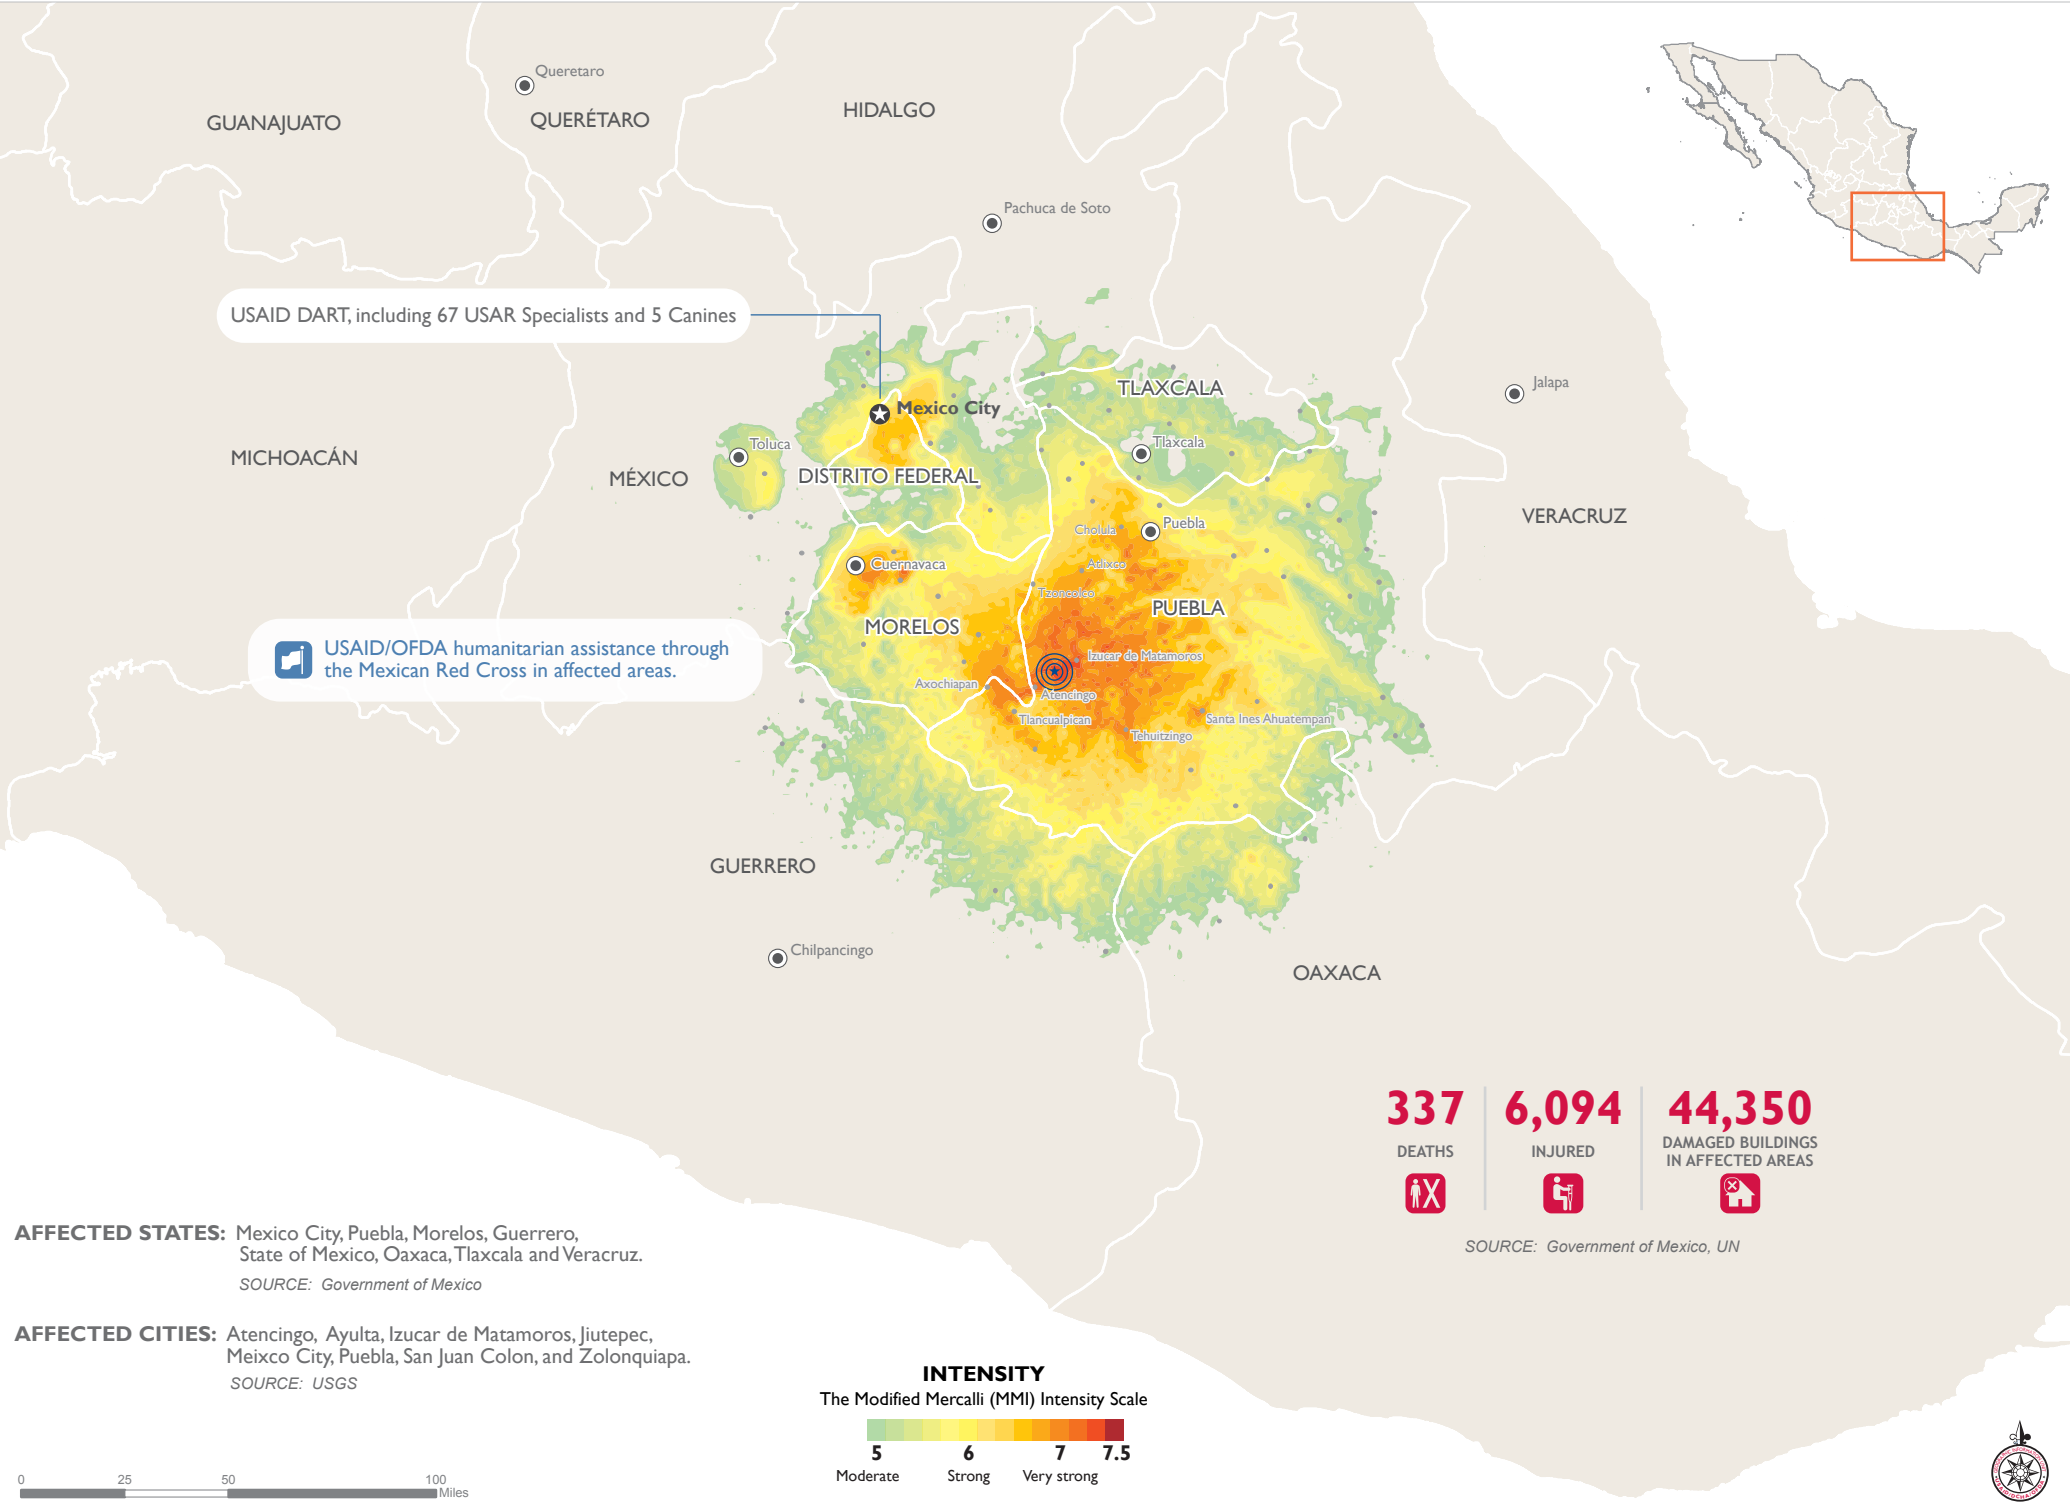 Queretaro
GUANAJUATO
QUERÉTARO
HIDALGO
Pachuca de Soto
USAID DART, including 67 USAR Specialists and 5 Canines
Jalapa
TLAXCALA
Mexico City
Toluca
Tlaxcala
MICHOACÁN
MÉXICO
DISTRITO FEDERAL
VERACRUZ
Cholula
Puebla
Cuernavaca
Atlixco
Tzoncolco
PUEBLA
MORELOS
USAID/OFDA humanitarian assistance through
the Mexican Red Cross in affected areas.
Izucar de Matamoros
Axochiapan
Atencingo
Tlancualpican
Santa Ines Ahuatempan
Tehuitzingo
GUERRERO
Chilpancingo
OAXACA
337
DEATHS
6,094
INJURED
44,350
DAMAGED BUILDINGS
IN AFFECTED AREAS
SOURCE: Government of Mexico, UN
AFFECTED STATES: Mexico City, Puebla, Morelos, Guerrero,
State of Mexico, Oaxaca, Tlaxcala and Veracruz.
SOURCE: Government of Mexico
AFFECTED CITIES: Atencingo, Ayulta, Izucar de Matamoros, Jiutepec,
Meixco City, Puebla, San Juan Colon, and Zolonquiapa.
SOURCE: USGS
INTENSITY
The Modified Mercalli (MMI) Intensity Scale
5 6 7 7.5
Moderate Strong Very strong
0 25 50 100
Miles